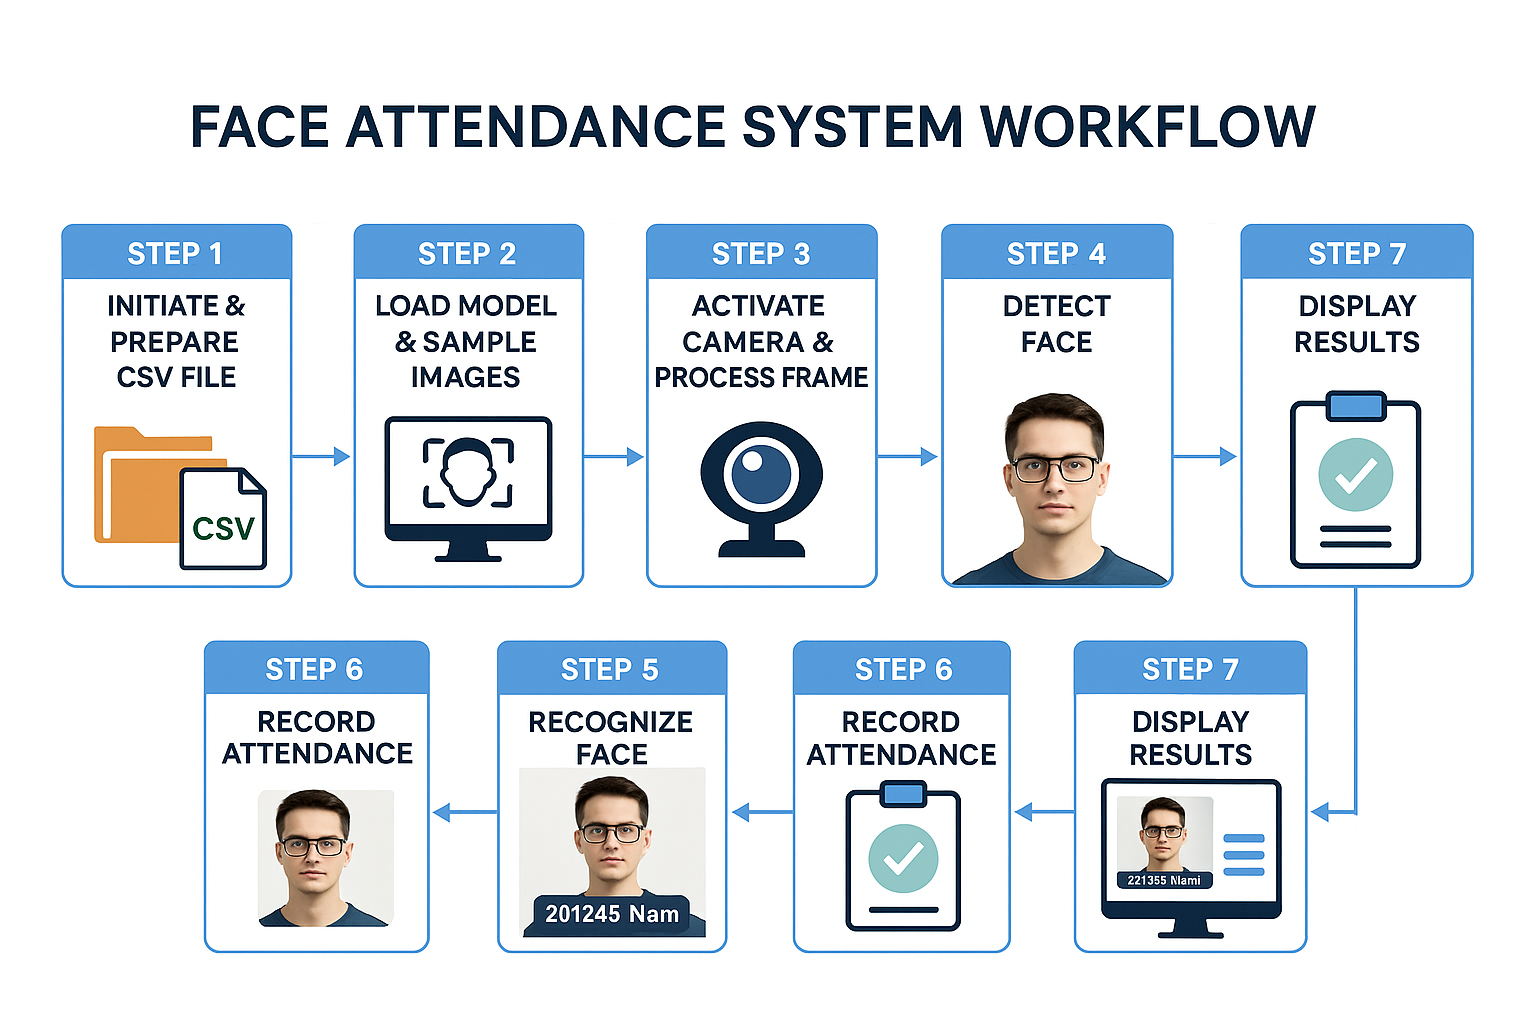 FACE ATTENDANCE SYSTEM WORKFLOW
STEP 1
INITIATE &
PREPARE
CSV FILE
CSV
STEP 2
LOAD MODEL
& SAMPLE
IMAGES
STEP 3
ACTIVATE
CAMERA &
PROCESS FRAME
STEP 4
DETECT
FACE
STEP 7
DISPLAY
RESULTS
STEP 6
RECORD
ATTENDANCE
STEP 5
RECOGNIZE
FACE
201245 Nam
STEP 6
RECORD
ATTENDANCE
STEP 7
DISPLAY
RESULTS
221355 Nami